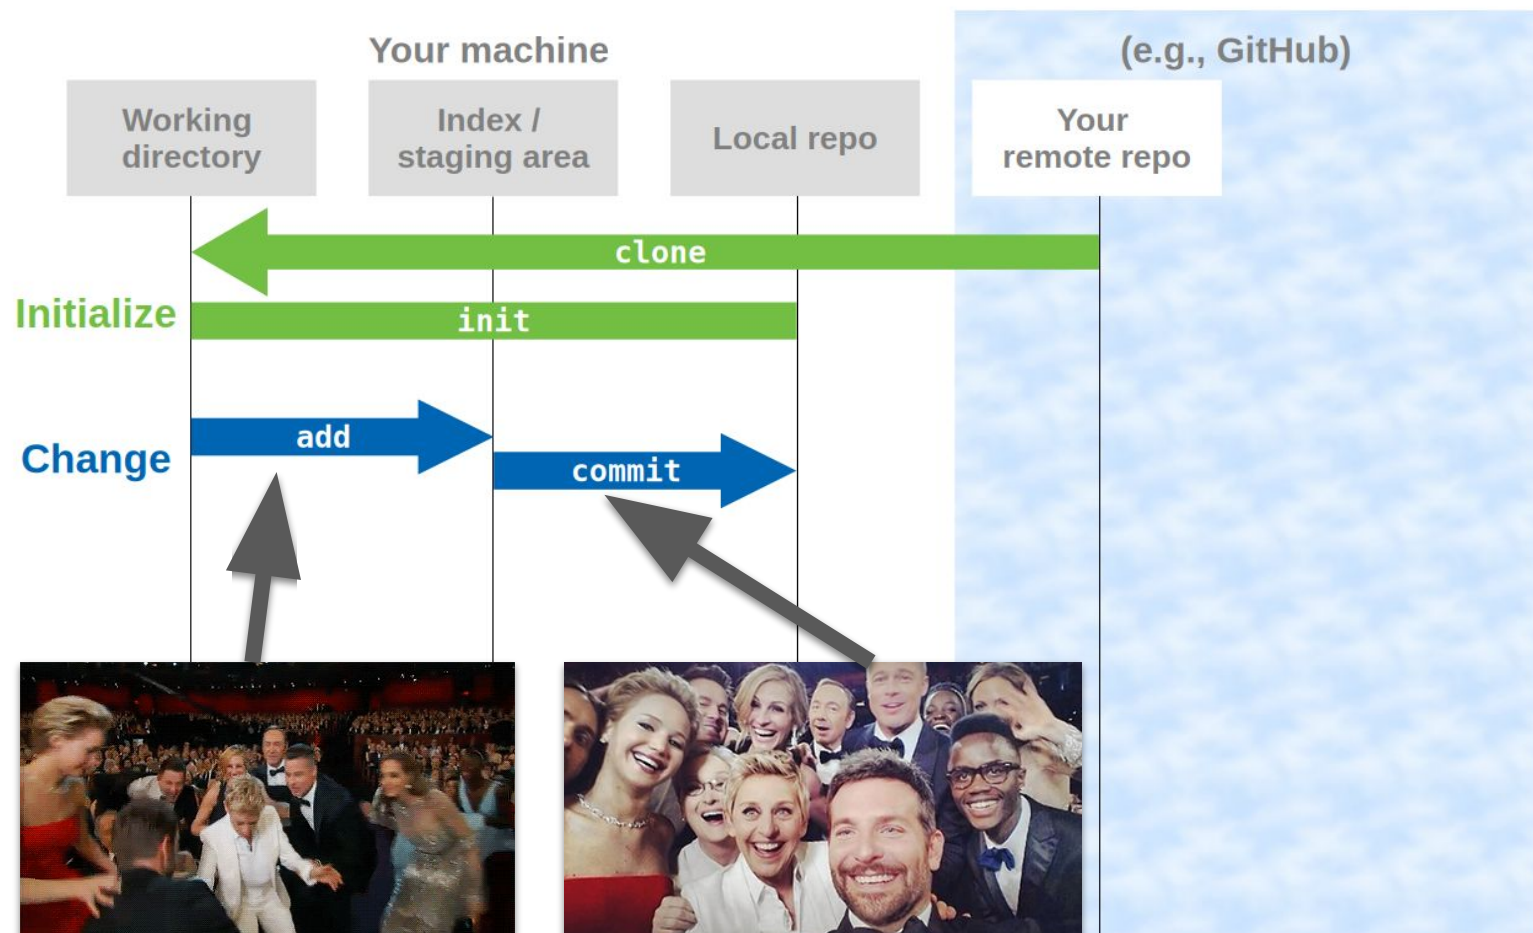 Your machine
(e.g., GitHub)
Working
directory
Index /
staging area
Local repo
Your
remote repo
clone
Initialize
init
add
Change
commit